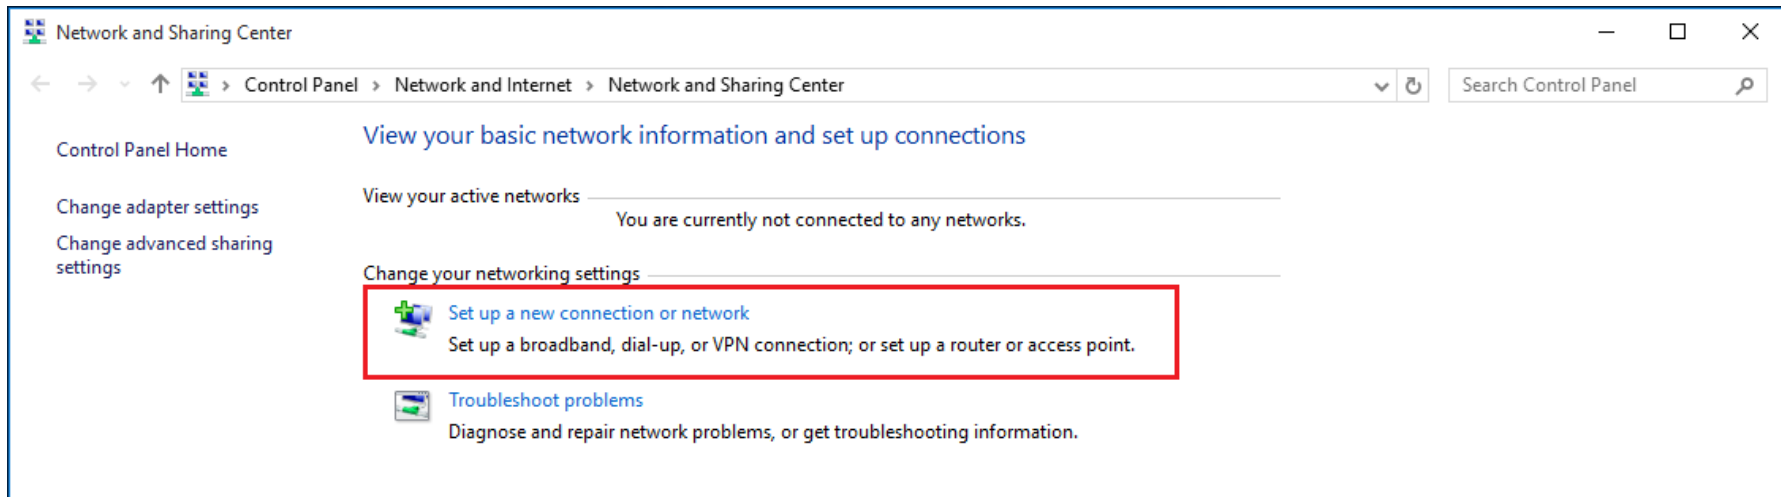 Network and Sharing Center
Control Panel > Network and Internet > Network and Sharing Center
Search Control Panel
Control Panel Home
Change adapter settings
Change advanced sharing
settings
View your basic network information and set up connections
View your active networks
You are currently not connected to any networks.
Change your networking settings
Set up a new connection or network
Set up a broadband, dial-up, or VPN connection; or set up a router or access point.
Troubleshoot problems
Diagnose and repair network problems, or get troubleshooting information.